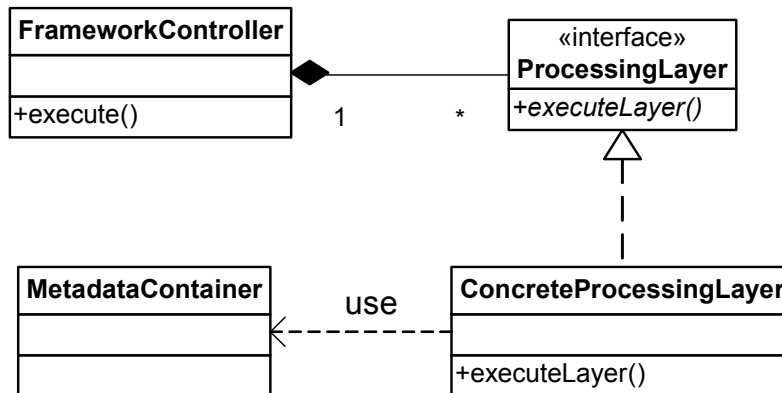 FrameworkController
+execute()
1
*
«interface»
ProcessingLayer
+executeLayer()
MetadataContainer
use
ConcreteProcessingLayer
+executeLayer()